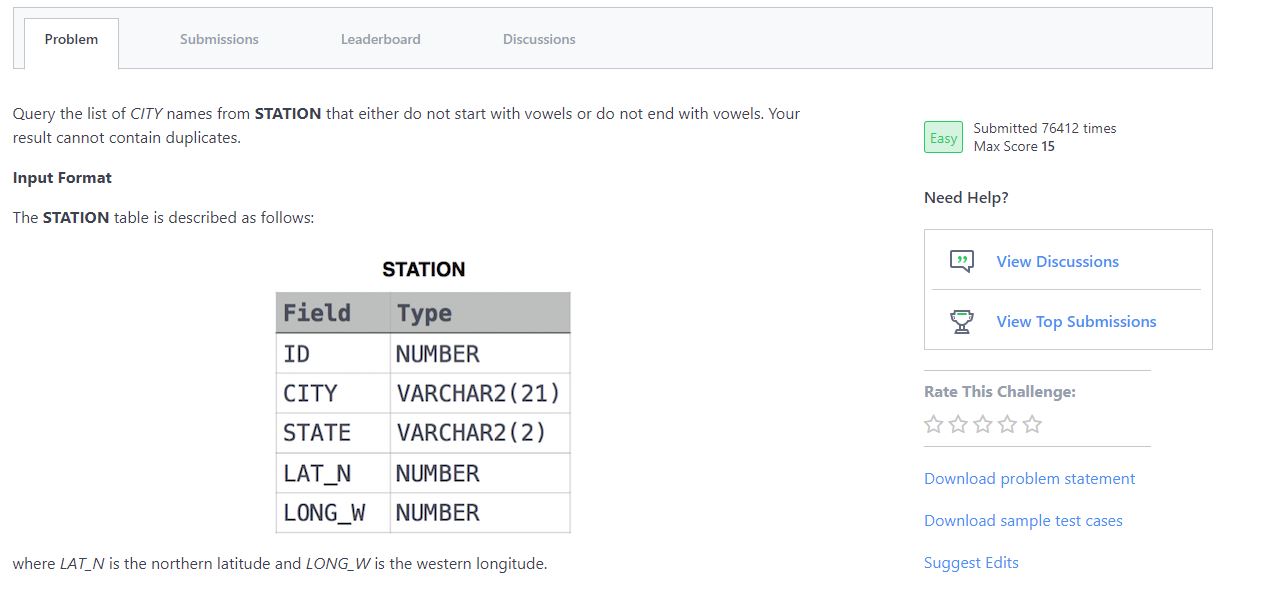 Problem
Submissions
Leaderboard
Discussions
Query the list of CITY names from STATION that either do not start with vowels or do not end with vowels. Your
result cannot contain duplicates.
Input Format
The STATION table is described as follows:
STATION
Field Type
ID NUMBER
CITY VARCHAR2(21)
STATE VARCHAR2(2)
LAT_N NUMBER
LONG_W NUMBER
where LAT_N is the northern latitude and LONG_W is the western longitude.
Easy
Submitted 76412 times
Max Score 15
Need Help?
View Discussions
View Top Submissions
Rate This Challenge:
Download problem statement
Download sample test cases
Suggest Edits